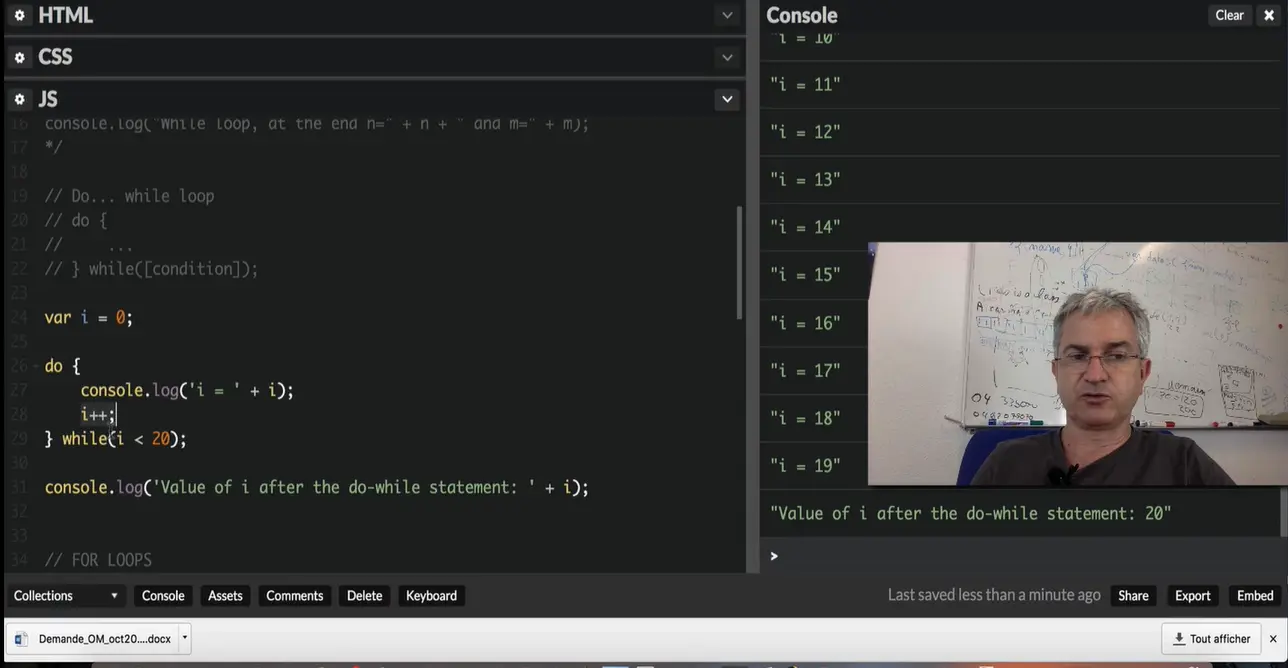 HTML
CSS
JS
16 console.log("While loop, at the end n=" + n + " and m=" + m);
17 */
18
19 // Do... while loop
20 // do {
21 //     ...
22 // } while([condition]);
23
24 var i = 0;
25
26 do {
27     console.log('i = ' + i);
28     i++;
29 } while(i < 20);
30
31 console.log('Value of i after the do-while statement: ' + i);
32
33
34 // FOR LOOPS
Console
Clear
"i = 10"
"i = 11"
"i = 12"
"i = 13"
"i = 14"
"i = 15"
"i = 16"
"i = 17"
"i = 18"
"i = 19"
"Value of i after the do-while statement: 20"
>
Collections Console Assets Comments Delete Keyboard
Last saved less than a minute ago Share Export Embed
Demande_OM_oct20....docx
Tout afficher